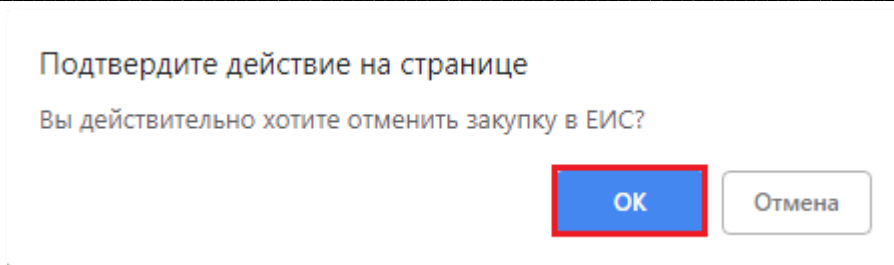 Подтвердите действие на странице
Вы действительно хотите отменить закупку в ЕИС?
ОК Отмена